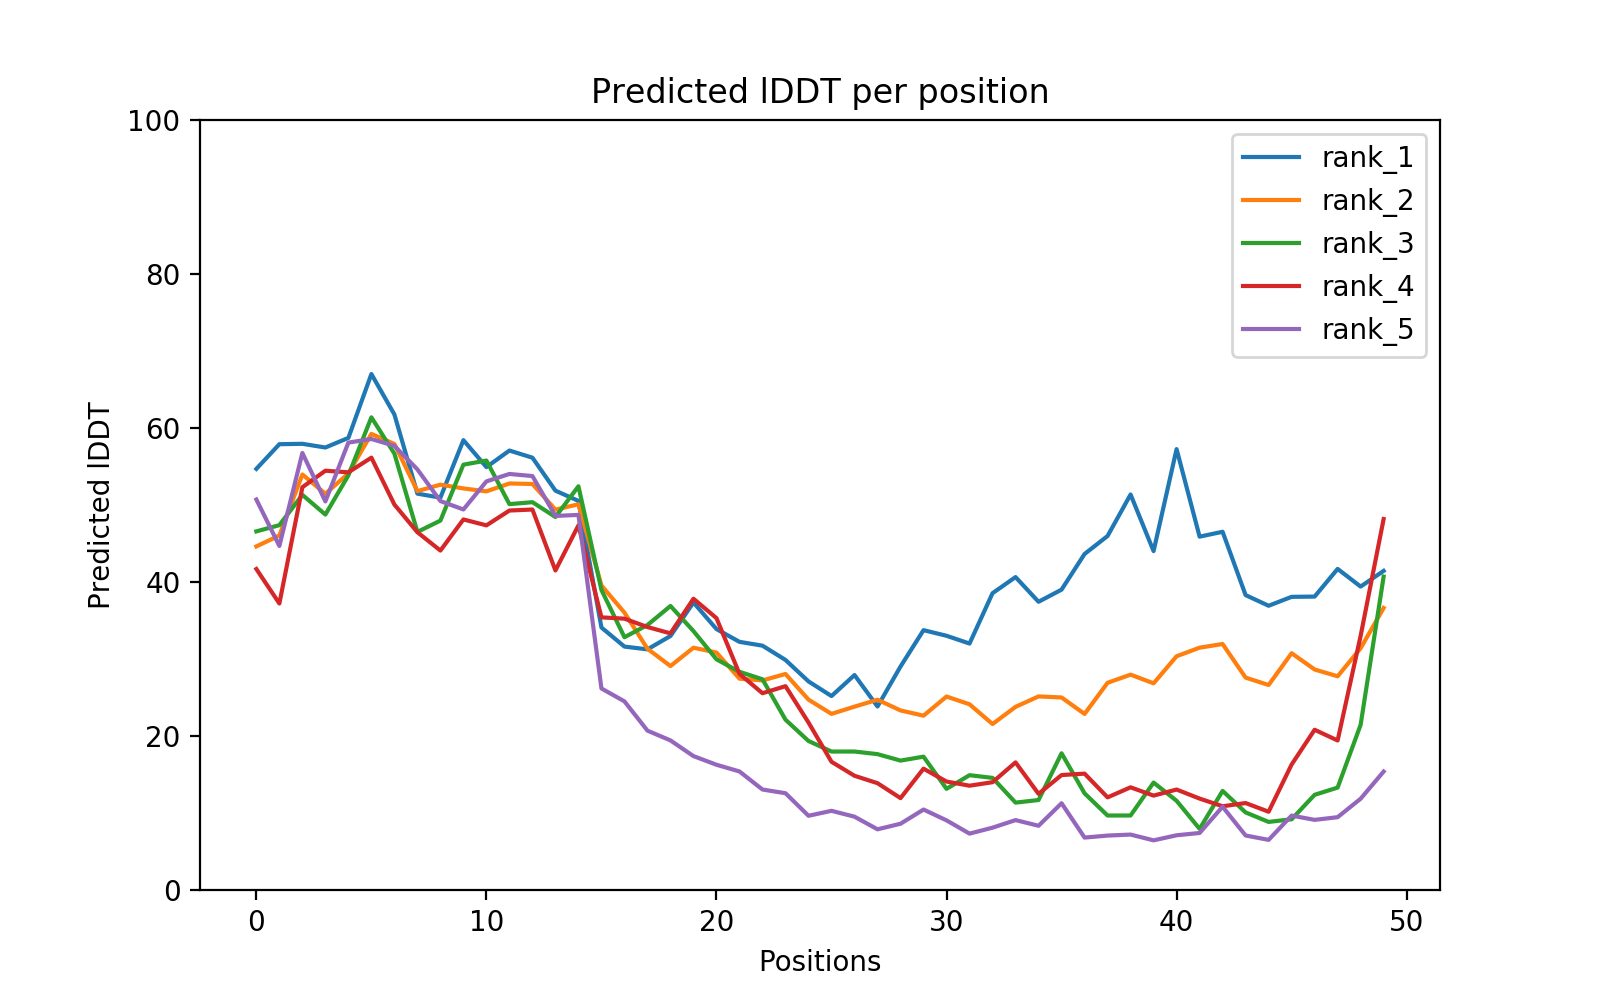 Predicted lDDT per position
100
80
60
40
20
0
Predicted lDDT
rank_1
rank_2
rank_3
rank_4
rank_5
0 10 20 30 40 50
Positions